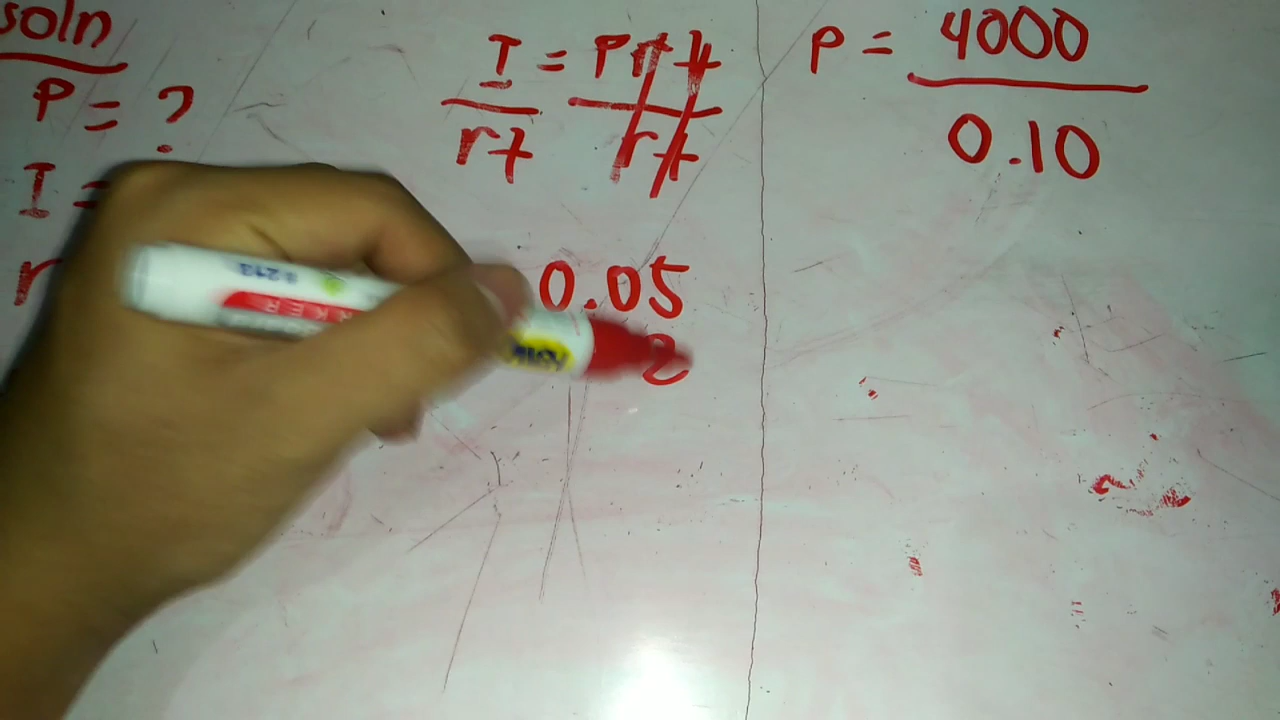 soln
P = ?
I =
r
I = Prt
rt rt
0.05
2
P = 4000
0.10